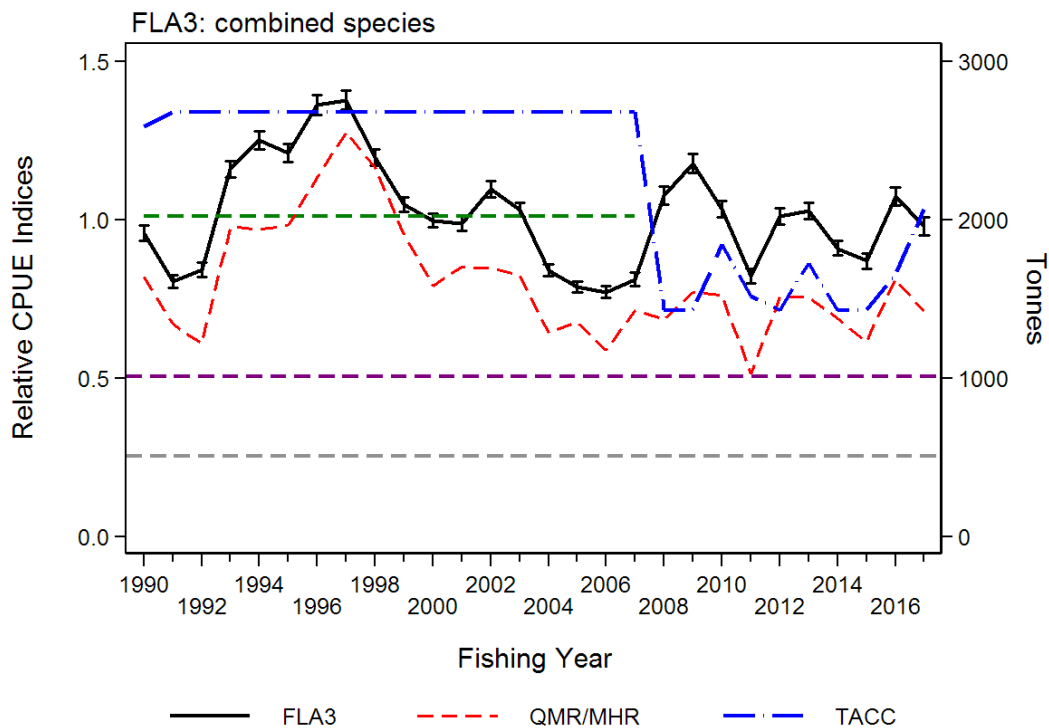 FLA3: combined species
Relative CPUE Indices
1.5
1.0
0.5
0.0
3000
2000
1000
0
Tonnes
1990 1994 1998 2002 2006 2010 2014
1992 1996 2000 2004 2008 2012 2016
Fishing Year
FLA3 QMR/MHR TACC